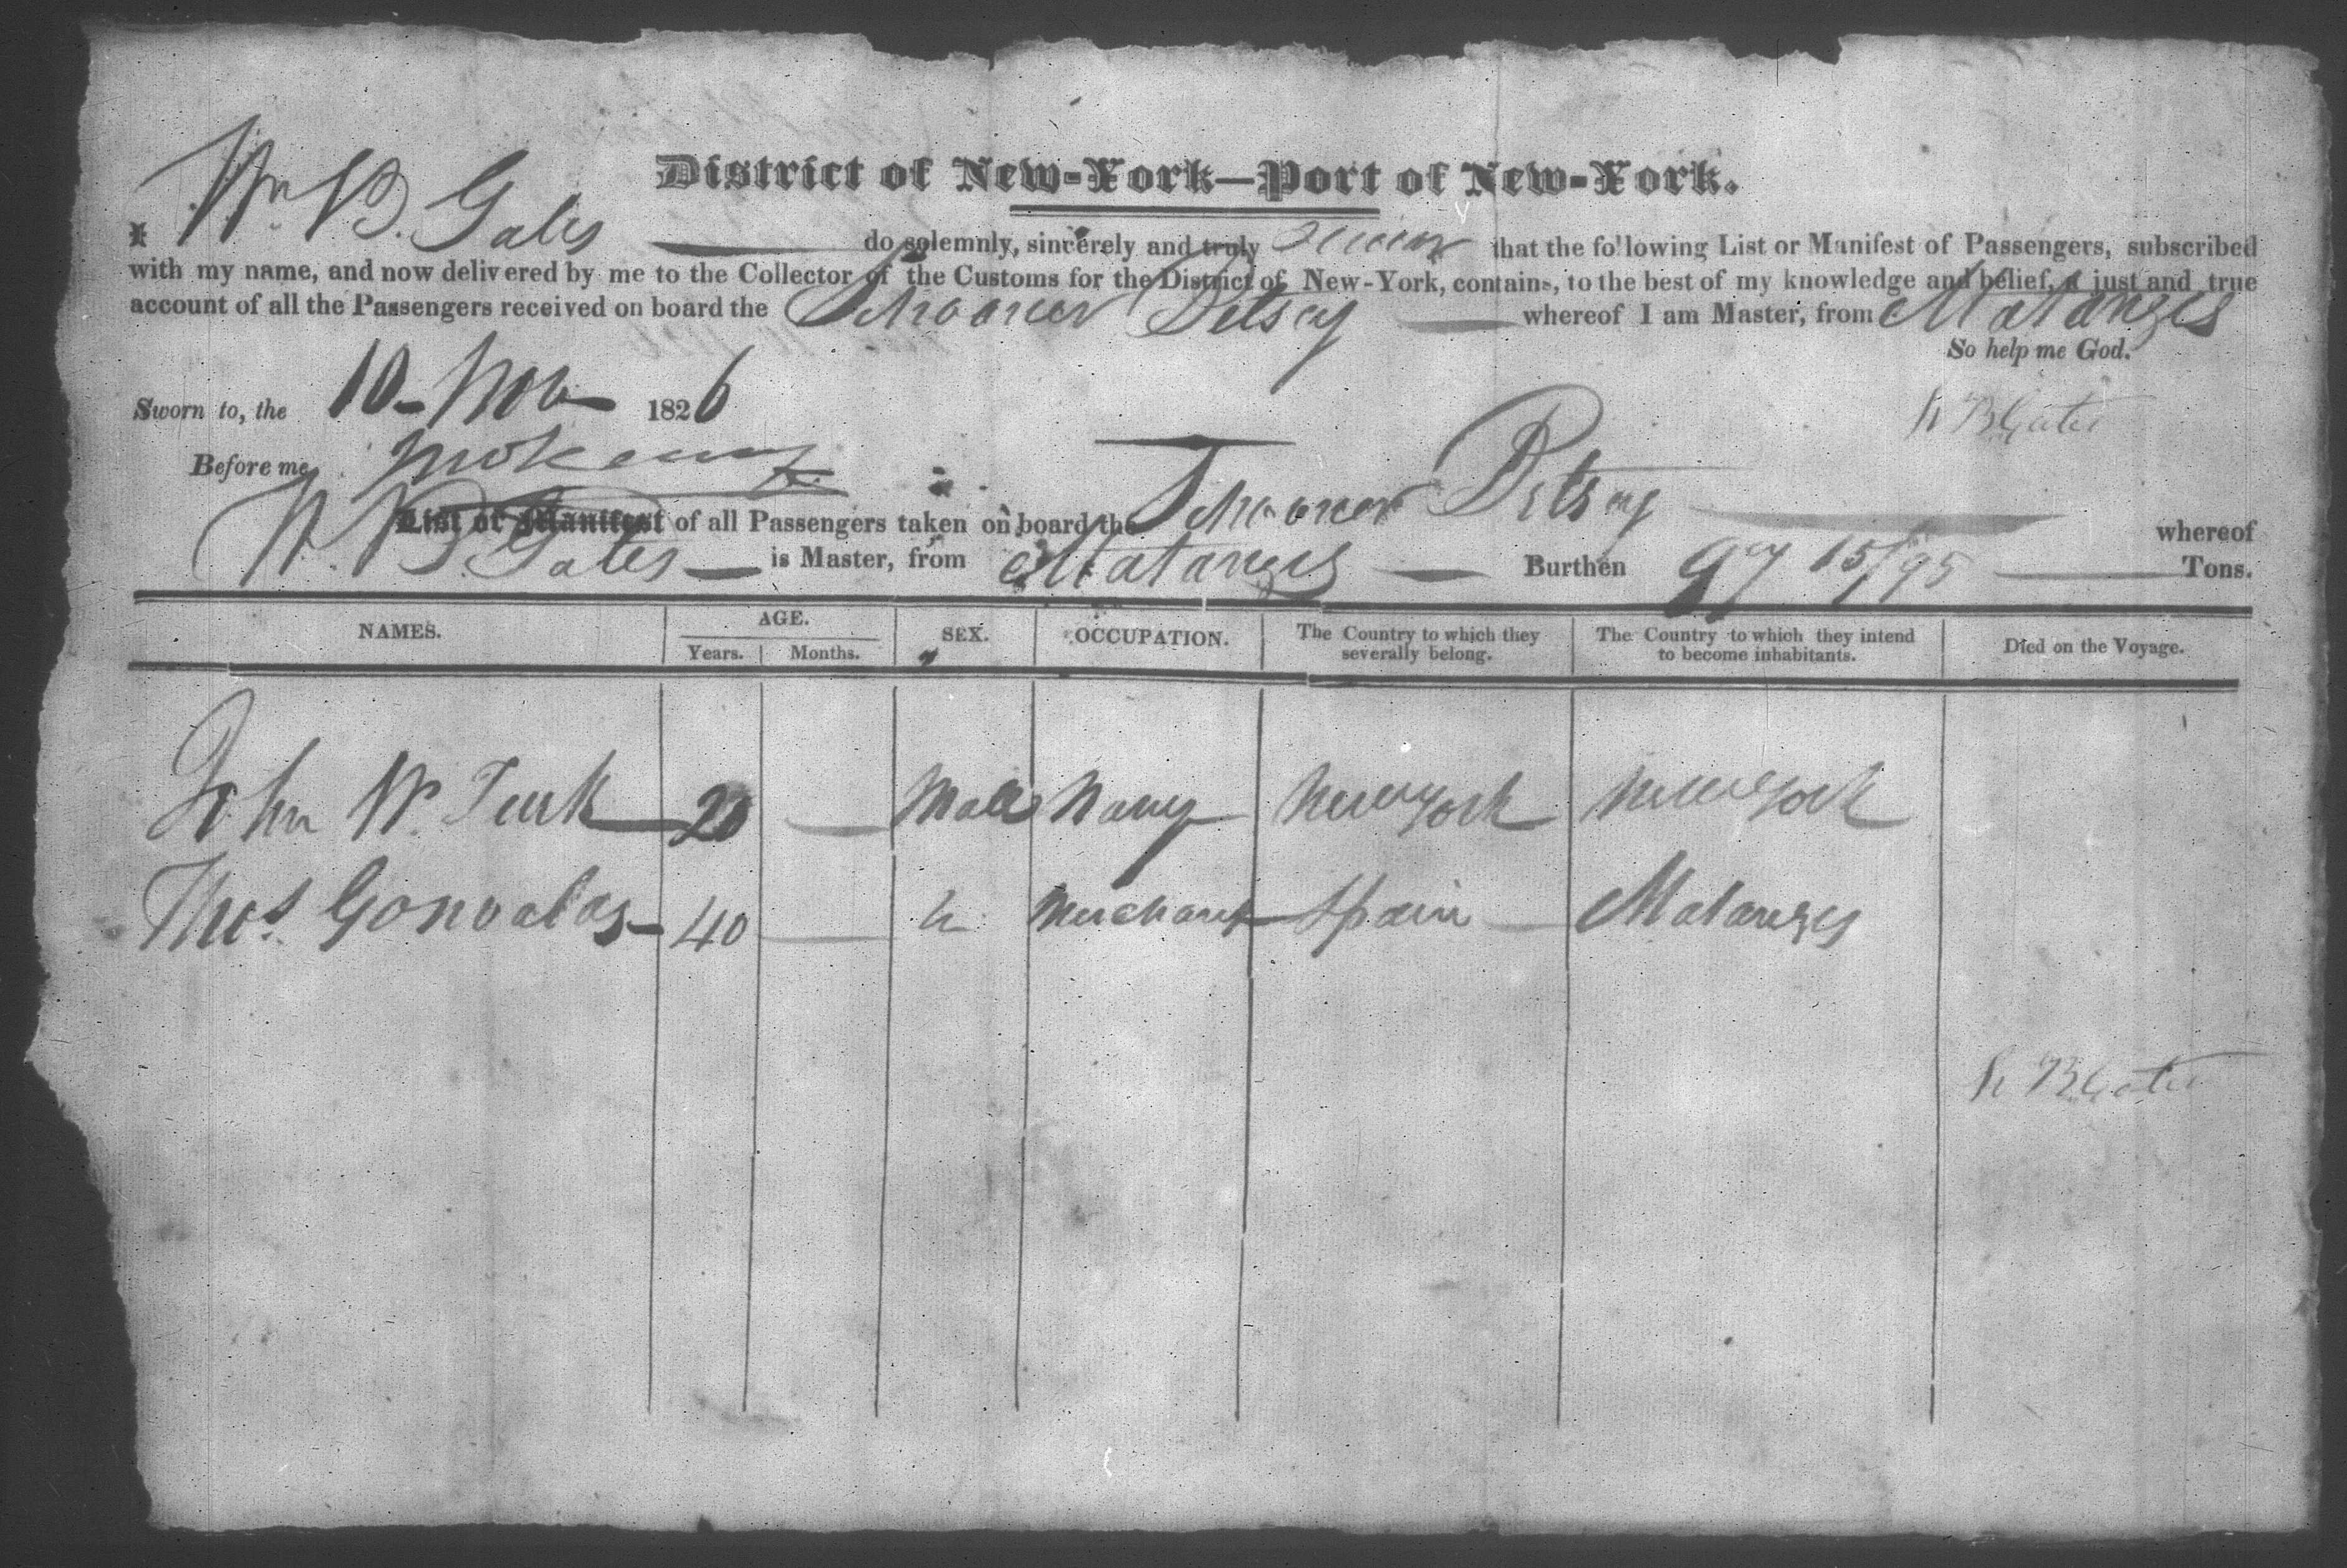 District of New-York—Port of New-York.
I Wm B. Gales do solemnly, sincerely and truly swear that the following List or Manifest of Passengers, subscribed
with my name, and now delivered by me to the Collector of the Customs for the District of New-York, contains, to the best of my knowledge and belief, a just and true
account of all the Passengers received on board the Schooner Betsey whereof I am Master, from Matanzes
So help me God.
Sworn to, the 10 - Nov 1826
W B Gates
Before me
List or Manifest of all Passengers taken on board the Schooner Betsey whereof
W. B. Gates is Master, from Matanzes Burthen 97 15/95 Tons.
NAMES. AGE. SEX. OCCUPATION. The Country to which they severally belong. The Country to which they intend to become inhabitants. Died on the Voyage.
Years. Months.
John W. Turk 20 Male Navy New York New York
Thos Gonvalas 40 Merchant Spain Matanzes
W B Gates